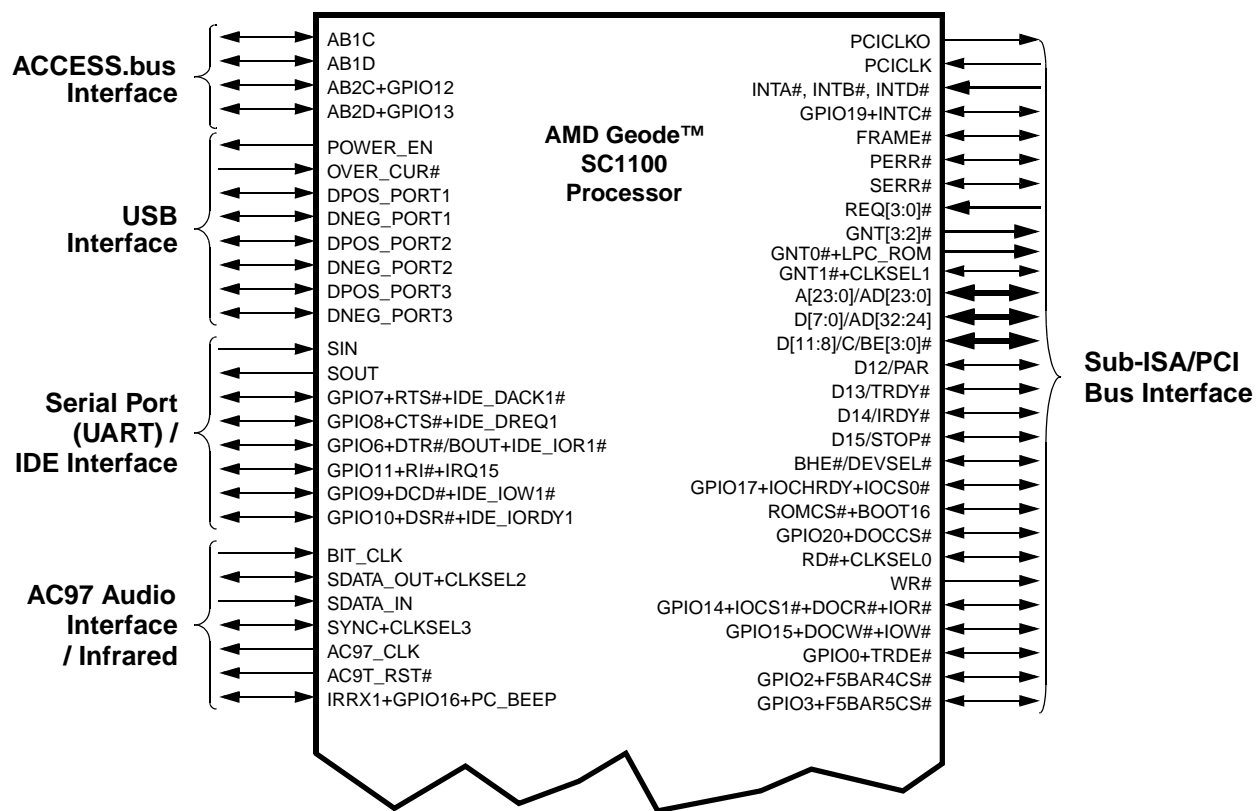 ACCESS.bus
Interface
AB1C
AB1D
AB2C+GPIO12
AB2D+GPIO13
USB
Interface
POWER_EN
OVER_CUR#
DPOS_PORT1
DNEG_PORT1
DPOS_PORT2
DNEG_PORT2
DPOS_PORT3
DNEG_PORT3
Serial Port
(UART) /
IDE Interface
SIN
SOUT
GPIO7+RTS#+IDE_DACK1#
GPIO8+CTS#+IDE_DREQ1
GPIO6+DTR#/BOUT+IDE_IOR1#
GPIO11+RI#+IRQ15
GPIO9+DCD#+IDE_IOW1#
GPIO10+DSR#+IDE_IORDY1
AC97 Audio
Interface
/ Infrared
BIT_CLK
SDATA_OUT+CLKSEL2
SDATA_IN
SYNC+CLKSEL3
AC97_CLK
AC9T_RST#
IRRX1+GPIO16+PC_BEEP
AMD Geode™
SC1100
Processor
PCICLKO
PCICLK
INTA#, INTB#, INTD#
GPIO19+INTC#
FRAME#
PERR#
SERR#
REQ[3:0]#
GNT[3:2]#
GNT0#+LPC_ROM
GNT1#+CLKSEL1
A[23:0]/AD[23:0]
D[7:0]/AD[32:24]
D[11:8]/C/BE[3:0]#
D12/PAR
D13/TRDY#
D14/IRDY#
D15/STOP#
BHE#/DEVSEL#
GPIO17+IOCHRDY+IOCS0#
ROMCS#+BOOT16
GPIO20+DOCCS#
RD#+CLKSEL0
WR#
GPIO14+IOCS1#+DOCR#+IOR#
GPIO15+DOCW#+IOW#
GPIO0+TRDE#
GPIO2+F5BAR4CS#
GPIO3+F5BAR5CS#
Sub-ISA/PCI
Bus Interface